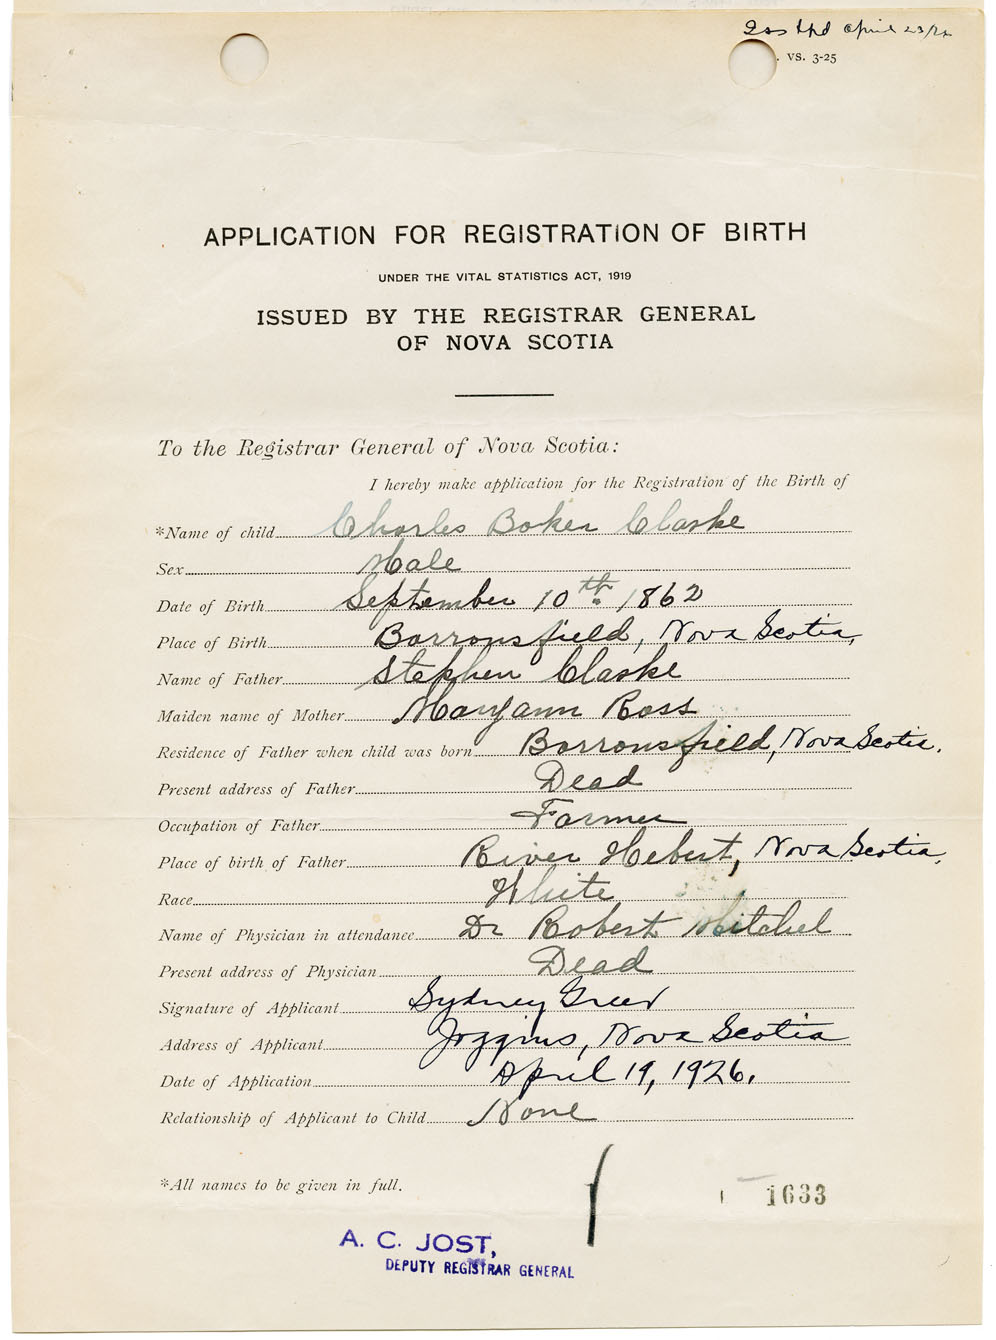 April 23/26
. VS. 3-25
APPLICATION FOR REGISTRATION OF BIRTH
UNDER THE VITAL STATISTICS ACT, 1919
ISSUED BY THE REGISTRAR GENERAL
OF NOVA SCOTIA
To the Registrar General of Nova Scotia:
I hereby make application for the Registration of the Birth of
*Name of child Charles Baker Clarke
Sex Male
Date of Birth September 10th. 1862
Place of Birth Barronsfield, Nova Scotia,
Name of Father Stephen Clarke
Maiden name of Mother Maryann Ross
Residence of Father when child was born Barronsfield, Nova Scotia.
Present address of Father Dead
Occupation of Father Farmer
Place of birth of Father River Hebert, Nova Scotia.
Race White
Name of Physician in attendance Dr Robert Mitchel
Present address of Physician Dead
Signature of Applicant Sydney Greer
Address of Applicant Joggins, Nova Scotia
Date of Application April 19, 1926.
Relationship of Applicant to Child None
*All names to be given in full.
1633
A. C. JOST,
DEPUTY REGISTRAR GENERAL